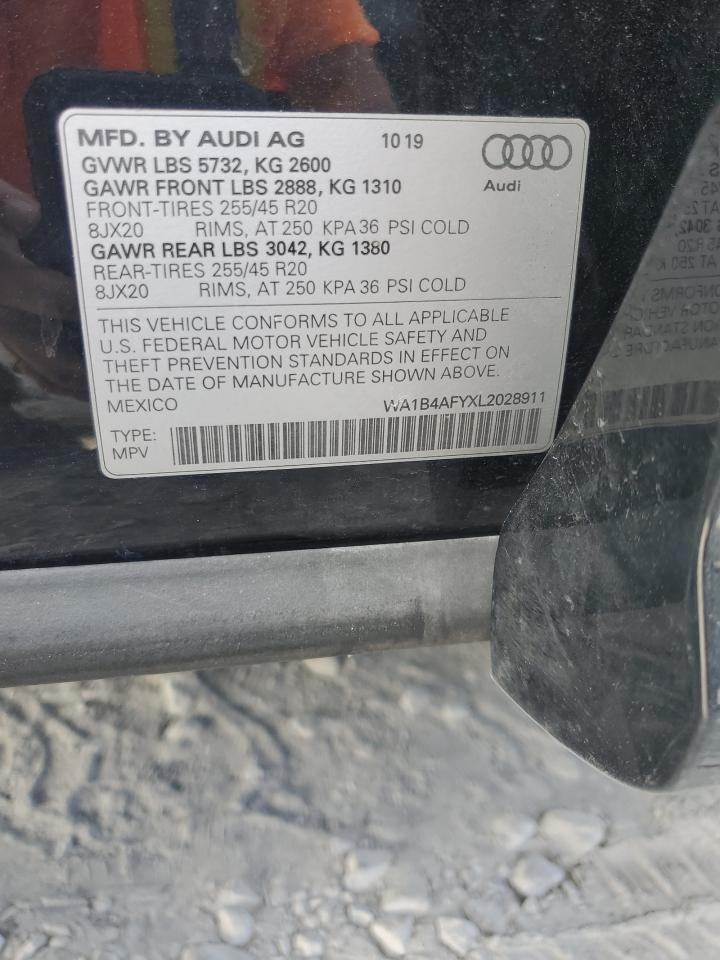 MFD. BY AUDI AG 10 19
GVWR LBS 5732, KG 2600
GAWR FRONT LBS 2888, KG 1310
Audi
FRONT-TIRES 255/45 R20
8JX20 RIMS, AT 250 KPA 36 PSI COLD
GAWR REAR LBS 3042, KG 1380
REAR-TIRES 255/45 R20
8JX20 RIMS, AT 250 KPA 36 PSI COLD
THIS VEHICLE CONFORMS TO ALL APPLICABLE
U.S. FEDERAL MOTOR VEHICLE SAFETY AND
THEFT PREVENTION STANDARDS IN EFFECT ON
THE DATE OF MANUFACTURE SHOWN ABOVE.
MEXICO WA1B4AFYXL2028911
TYPE:
MPV